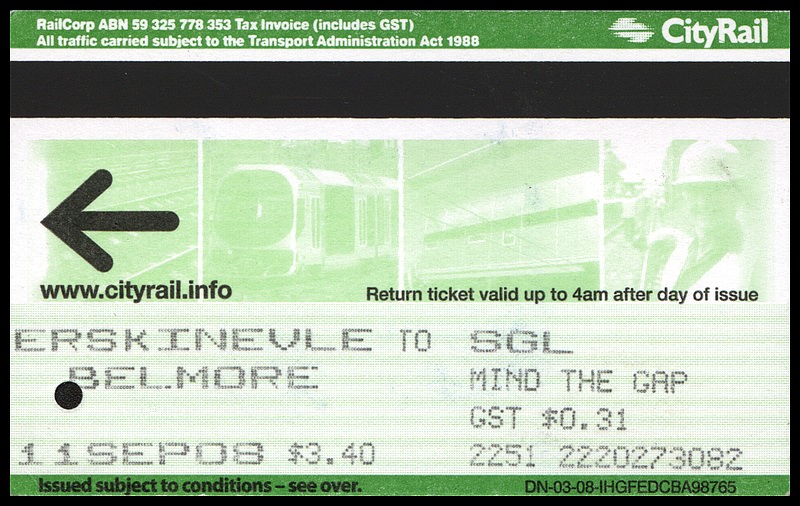 RailCorp ABN 59 325 778 353 Tax Invoice (includes GST)
All traffic carried subject to the Transport Administration Act 1988
CityRail
www.cityrail.info
Return ticket valid up to 4am after day of issue
ERSKINEVLE TO SGL
BELMORE MIND THE GAP
GST $0.31
11SEP08 $3.40 2251 2220273082
Issued subject to conditions – see over.
DN-03-08-IHGFEDCBA98765